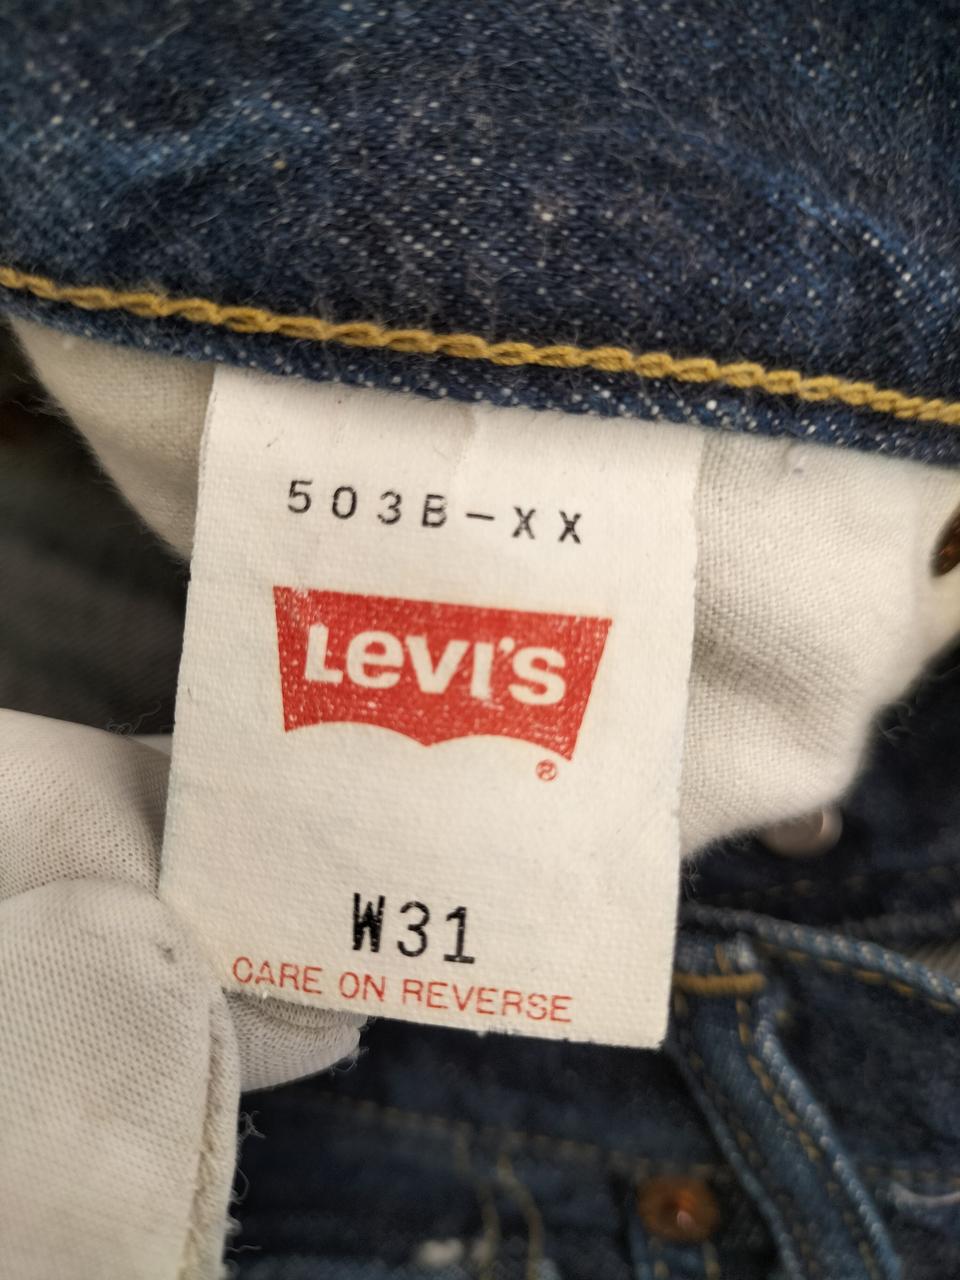 503B-XX
Levi's
®
W31
CARE ON REVERSE